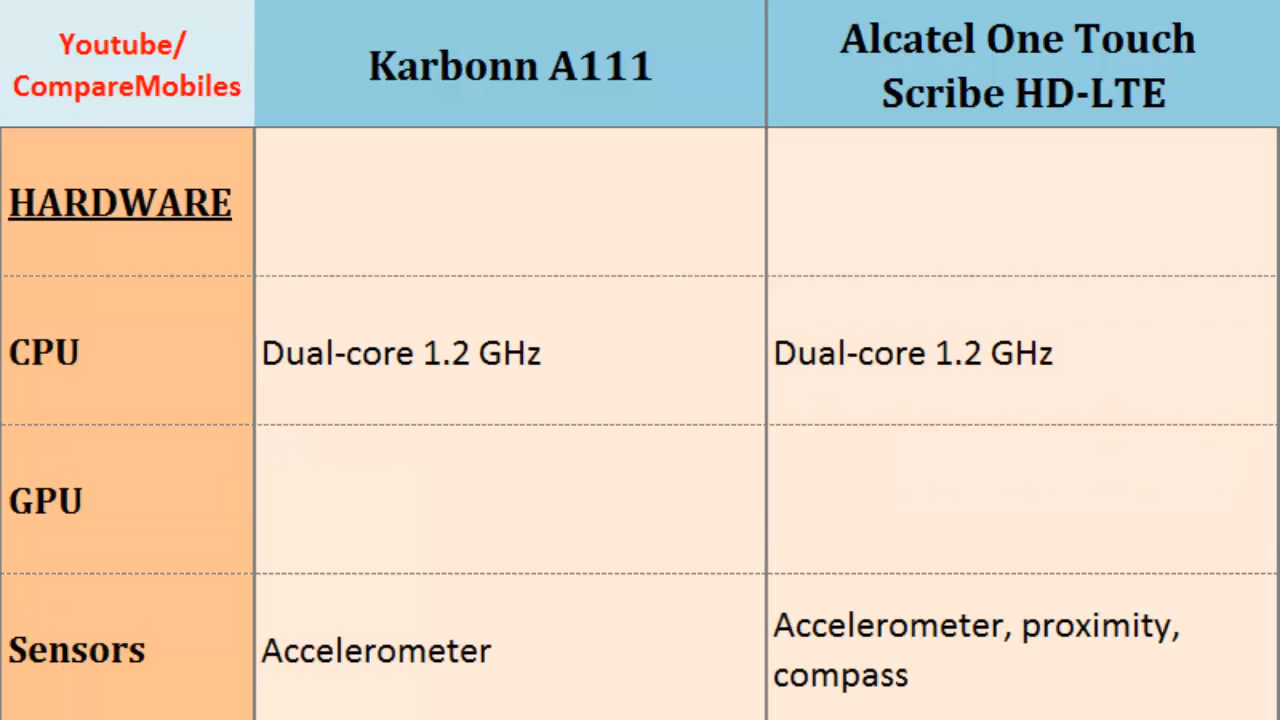 Youtube/
CompareMobiles
Karbonn A111
Alcatel One Touch
Scribe HD-LTE
HARDWARE
CPU
Dual-core 1.2 GHz
Dual-core 1.2 GHz
GPU
Sensors
Accelerometer
Accelerometer, proximity,
compass